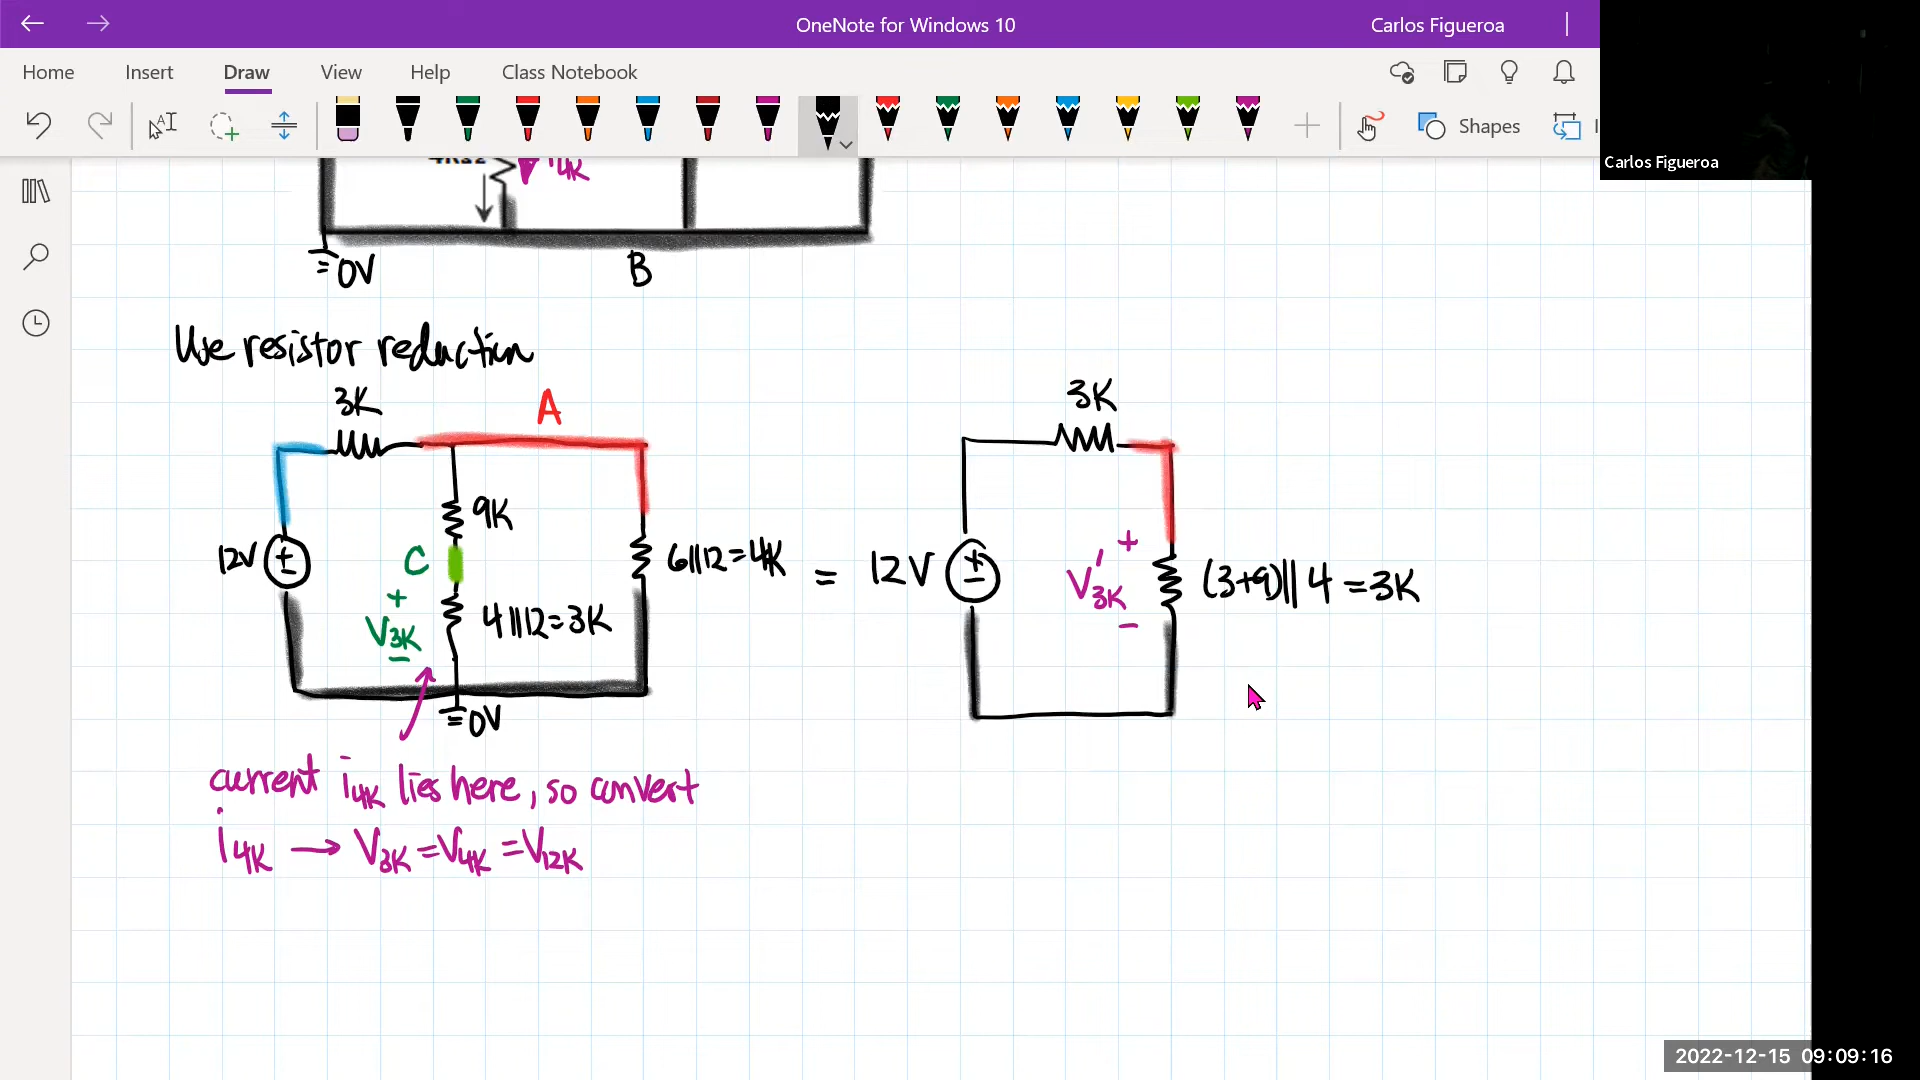 OneNote for Windows 10
Carlos Figueroa
Home Insert Draw View Help Class Notebook
Shapes
Carlos Figueroa
4K
=0V
B
Use resistor reduction
3K
A
9K
12V
+
-
C
+
V3K
-
4||12=3K
6||12=4K
=0V
=
3K
12V
+
-
+
V'3K
-
(3+9)||4=3K
current i4K lies here, so convert
i4K → V3K=V4K=V12K
2022-12-15 09:09:16